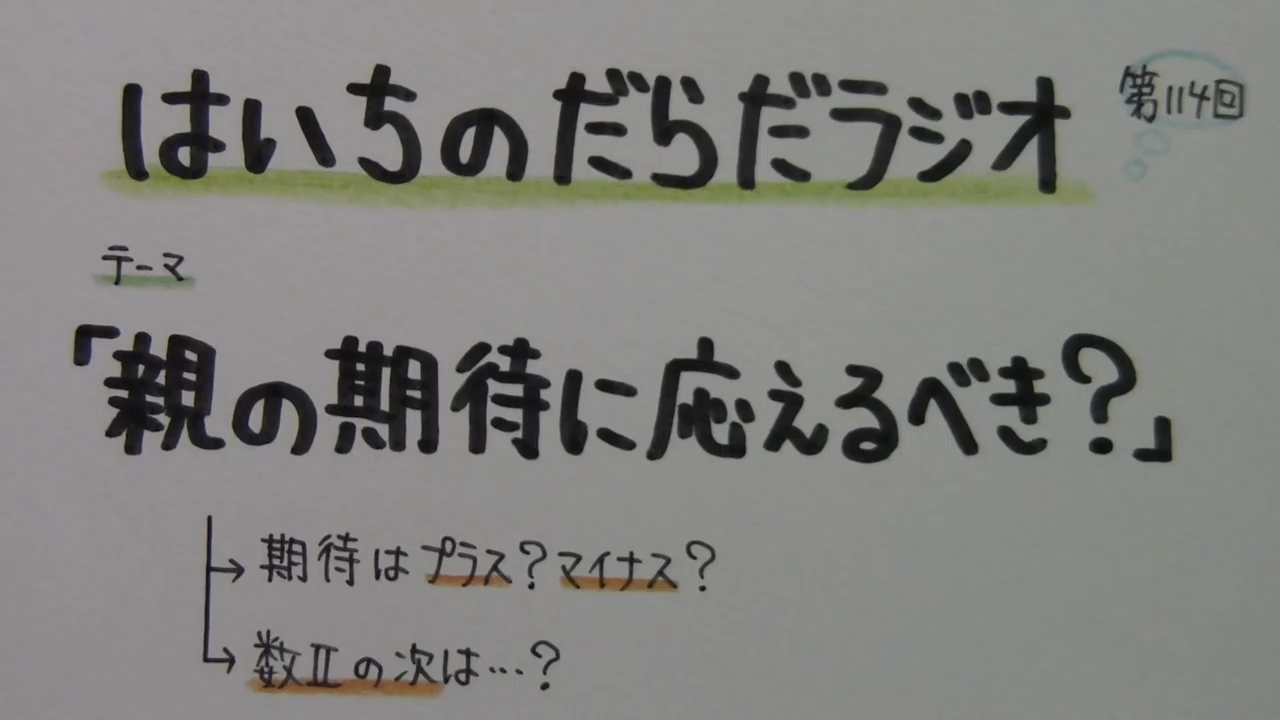 はいちのだらだラジオ 第114回
テーマ
「親の期待に応えるべき?」
期待はプラス?マイナス?
数Ⅱの次は…?